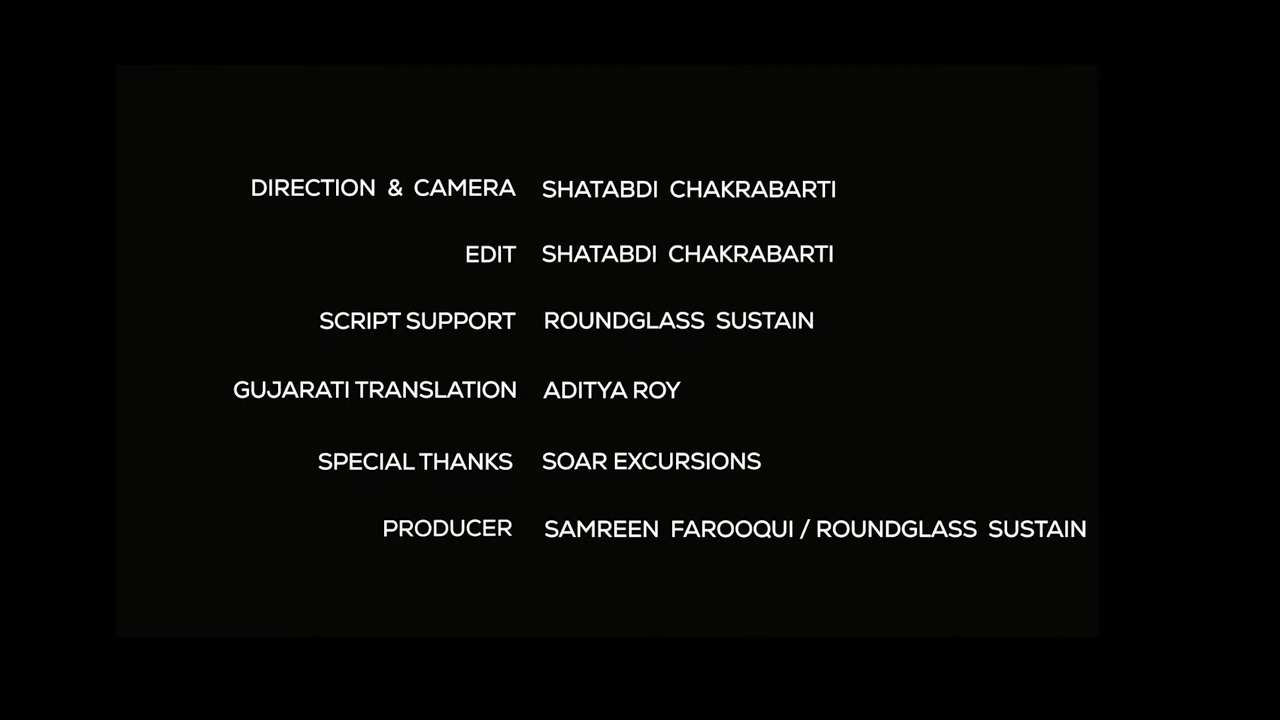 DIRECTION & CAMERA SHATABDI CHAKRABARTI
EDIT SHATABDI CHAKRABARTI
SCRIPT SUPPORT ROUNDGLASS SUSTAIN
GUJARATI TRANSLATION ADITYA ROY
SPECIAL THANKS SOAR EXCURSIONS
PRODUCER SAMREEN FAROOQUI / ROUNDGLASS SUSTAIN